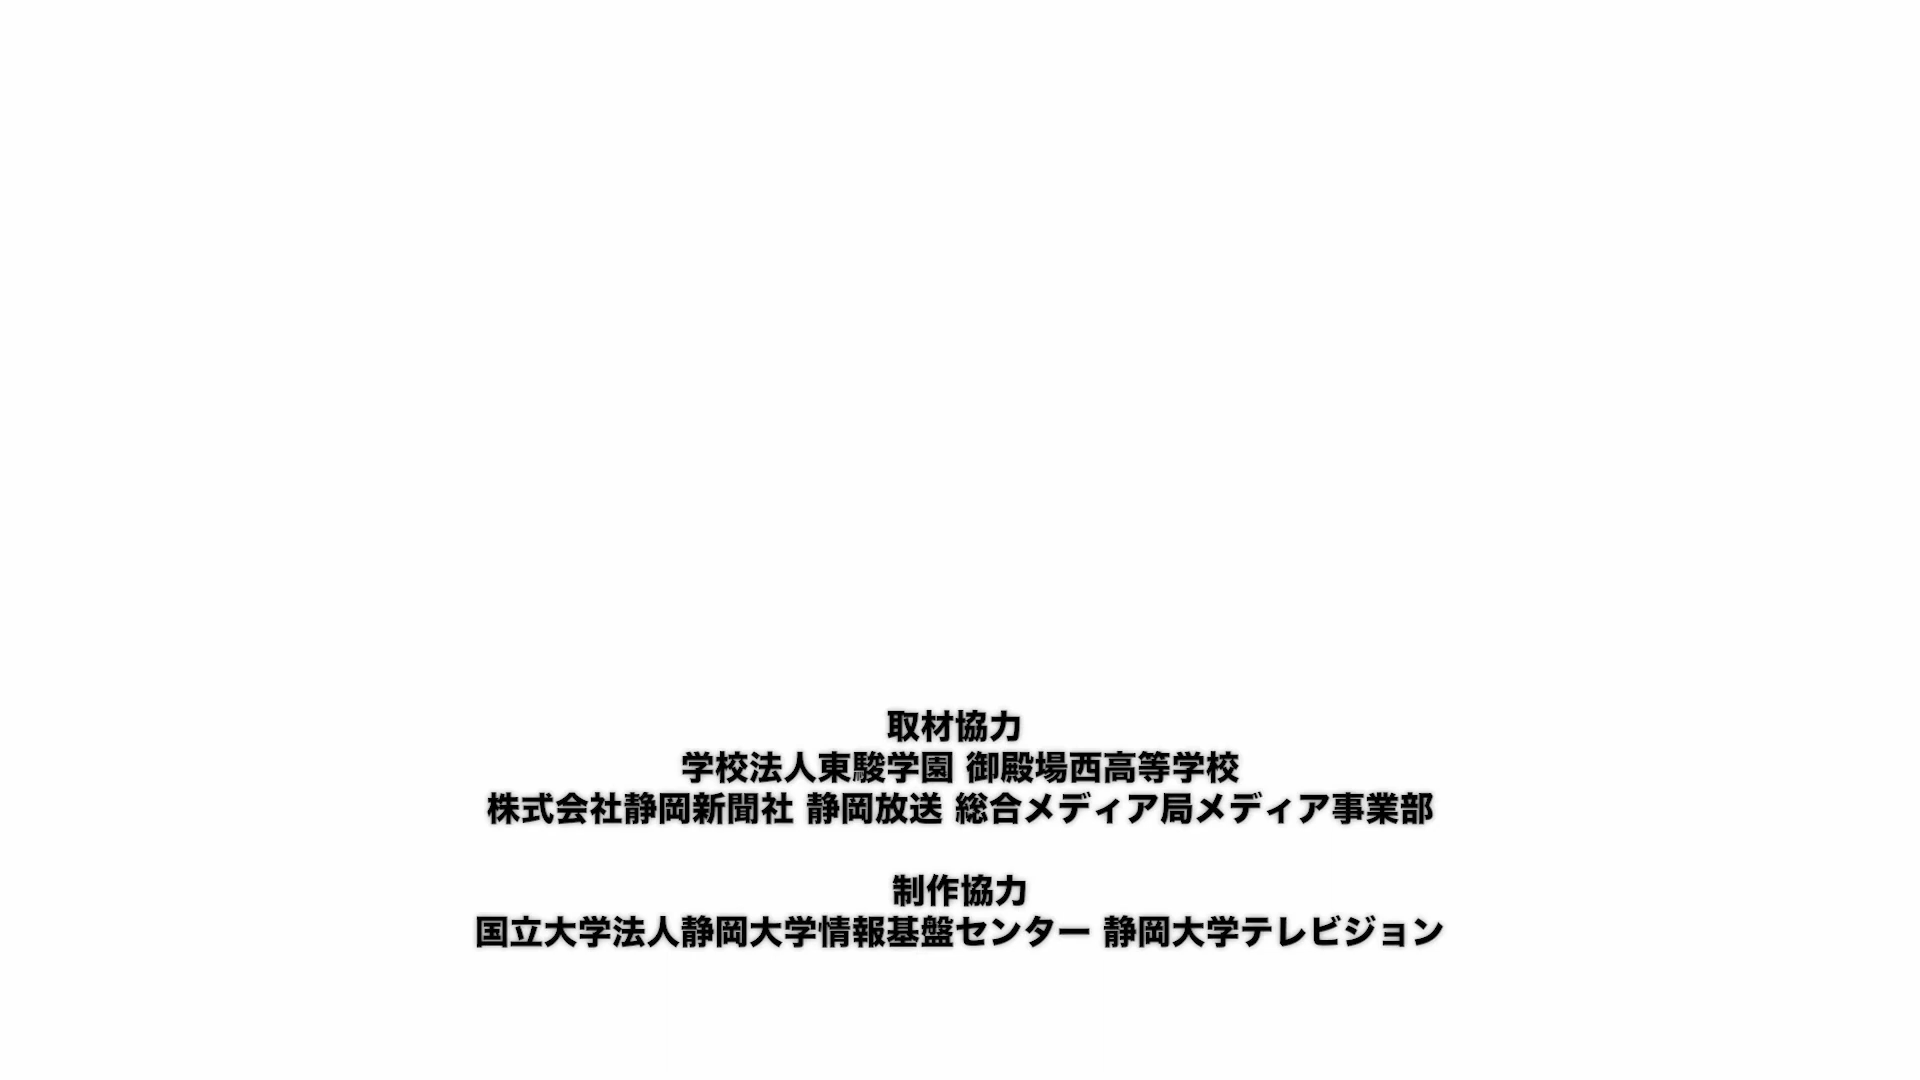 取材協力
学校法人東駿学園 御殿場西高等学校
株式会社静岡新聞社 静岡放送 総合メディア局メディア事業部
制作協力
国立大学法人静岡大学情報基盤センター 静岡大学テレビジョン